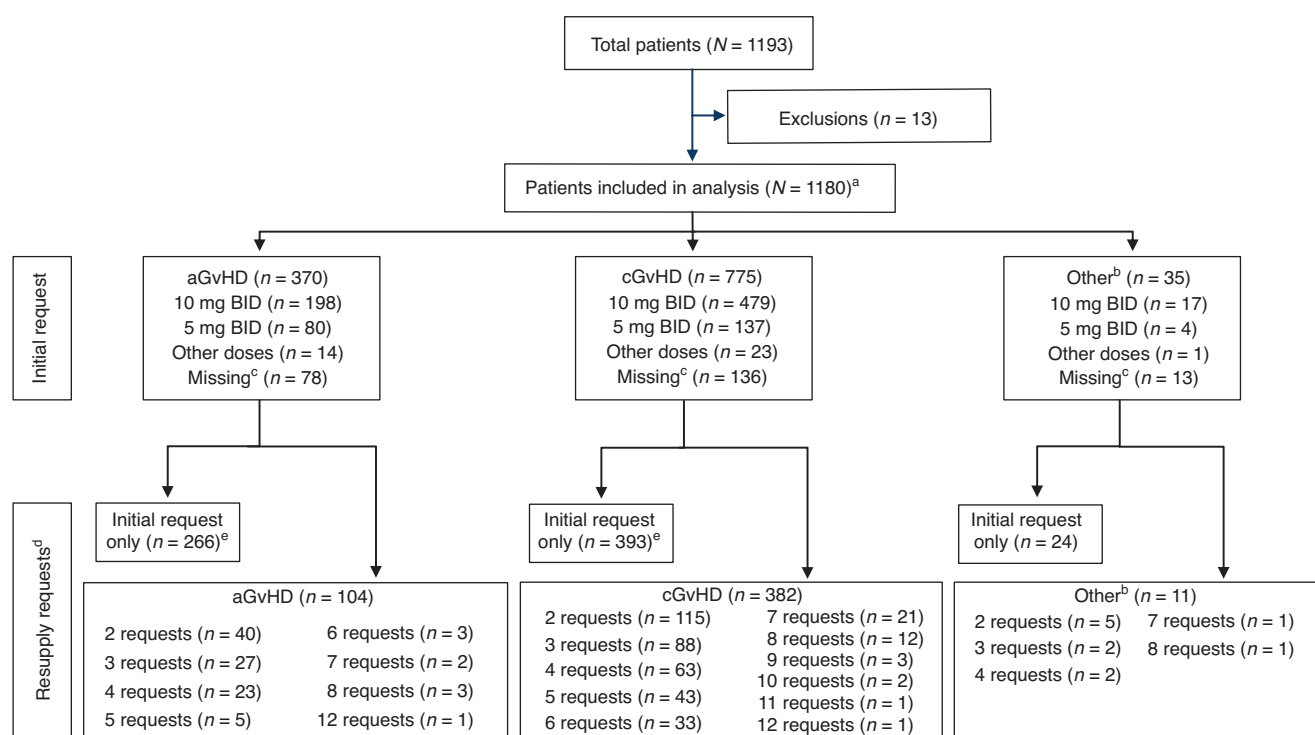 Total patients (N = 1193)
Exclusions (n = 13)
Patients included in analysis (N = 1180)a
Initial request
aGvHD (n = 370)
10 mg BID (n = 198)
5 mg BID (n = 80)
Other doses (n = 14)
Missingc (n = 78)
cGvHD (n = 775)
10 mg BID (n = 479)
5 mg BID (n = 137)
Other doses (n = 23)
Missingc (n = 136)
Otherb (n = 35)
10 mg BID (n = 17)
5 mg BID (n = 4)
Other doses (n = 1)
Missingc (n = 13)
Resupply requestsd
Initial request
only (n = 266)e
Initial request
only (n = 393)e
Initial request
only (n = 24)
aGvHD (n = 104)
2 requests (n = 40)
3 requests (n = 27)
4 requests (n = 23)
5 requests (n = 5)
6 requests (n = 3)
7 requests (n = 2)
8 requests (n = 3)
12 requests (n = 1)
cGvHD (n = 382)
2 requests (n = 115)
3 requests (n = 88)
4 requests (n = 63)
5 requests (n = 43)
6 requests (n = 33)
7 requests (n = 21)
8 requests (n = 12)
9 requests (n = 3)
10 requests (n = 2)
11 requests (n = 1)
12 requests (n = 1)
Otherb (n = 11)
2 requests (n = 5)
3 requests (n = 2)
4 requests (n = 2)
7 requests (n = 1)
8 requests (n = 1)